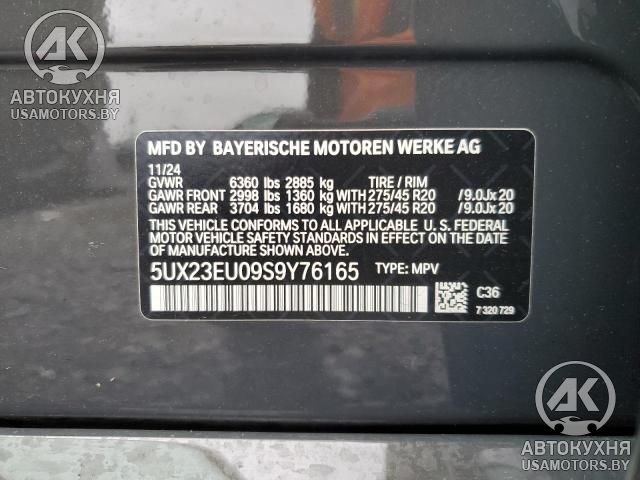 АК
АВТОКУХНЯ
USAMOTORS.BY
MFD BY BAYERISCHE MOTOREN WERKE AG
11/24
GVWR 6360 lbs 2885 kg TIRE / RIM
GAWR FRONT 2998 lbs 1360 kg WITH 275/45 R20 /9.0Jx20
GAWR REAR 3704 lbs 1680 kg WITH 275/45 R20 /9.0Jx20
THIS VEHICLE CONFORMS TO ALL APPLICABLE U.S. FEDERAL
MOTOR VEHICLE SAFETY STANDARDS IN EFFECT ON THE DATE
OF MANUFACTURE SHOWN ABOVE.
5UX23EU09S9Y76165 TYPE: MPV
C36
7 320 729
АК
АВТОКУХНЯ
USAMOTORS.BY